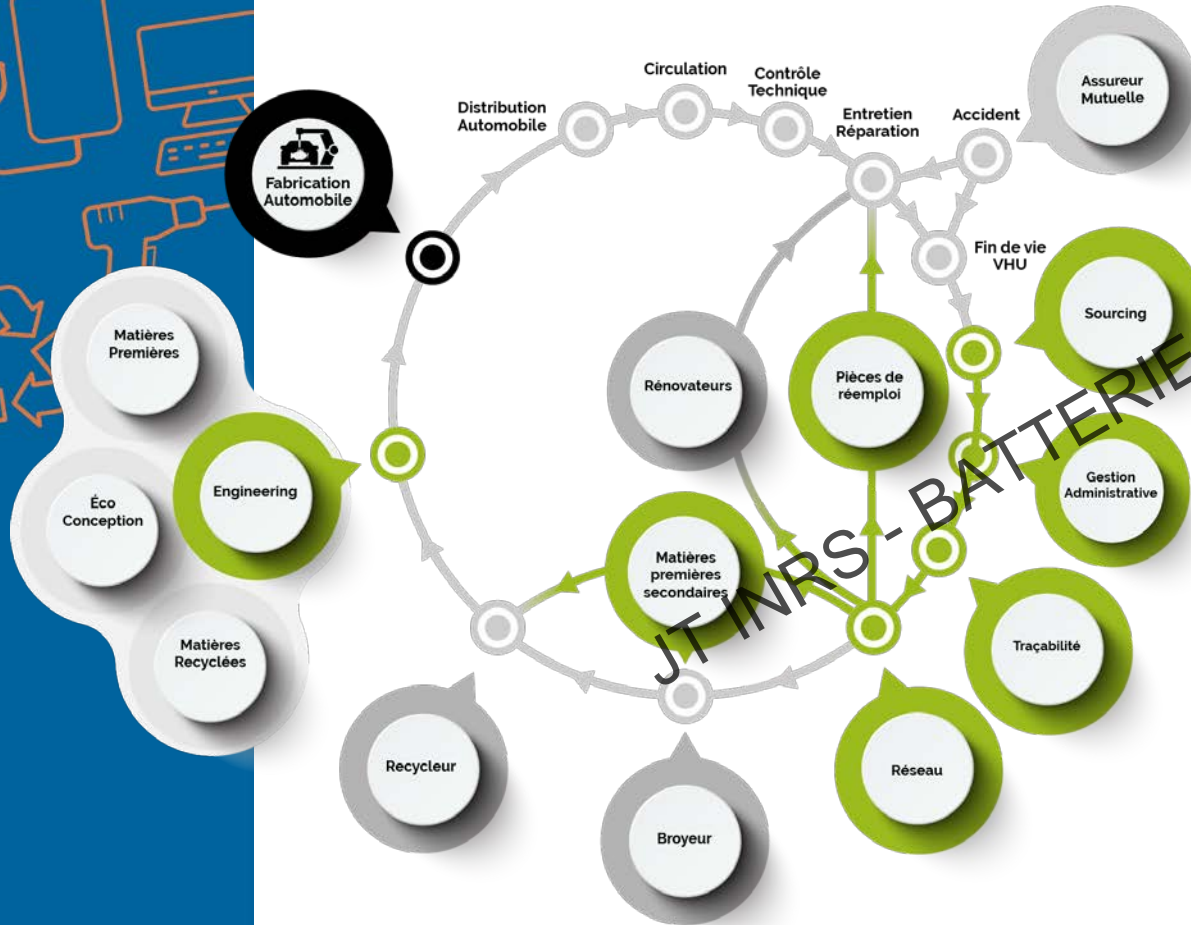 Circulation
Contrôle
Technique
Distribution
Automobile
Entretien
Réparation
Accident
Assureur
Mutuelle
Fabrication
Automobile
Fin de vie
VHU
Sourcing
Matières
Premières
Rénovateurs
Pièces de
réemploi
Engineering
Éco
Conception
Gestion
Administrative
Matières
premières
secondaires
Matières
Recyclées
Traçabilité
Recycleur
Réseau
Broyeur
JT INRS - BATTERIE